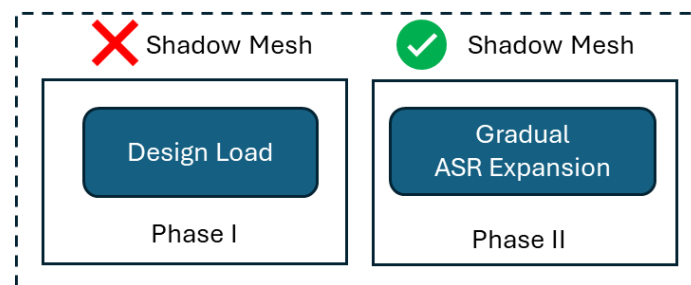 Shadow Mesh
Shadow Mesh
Design Load
Gradual
ASR Expansion
Phase I
Phase II